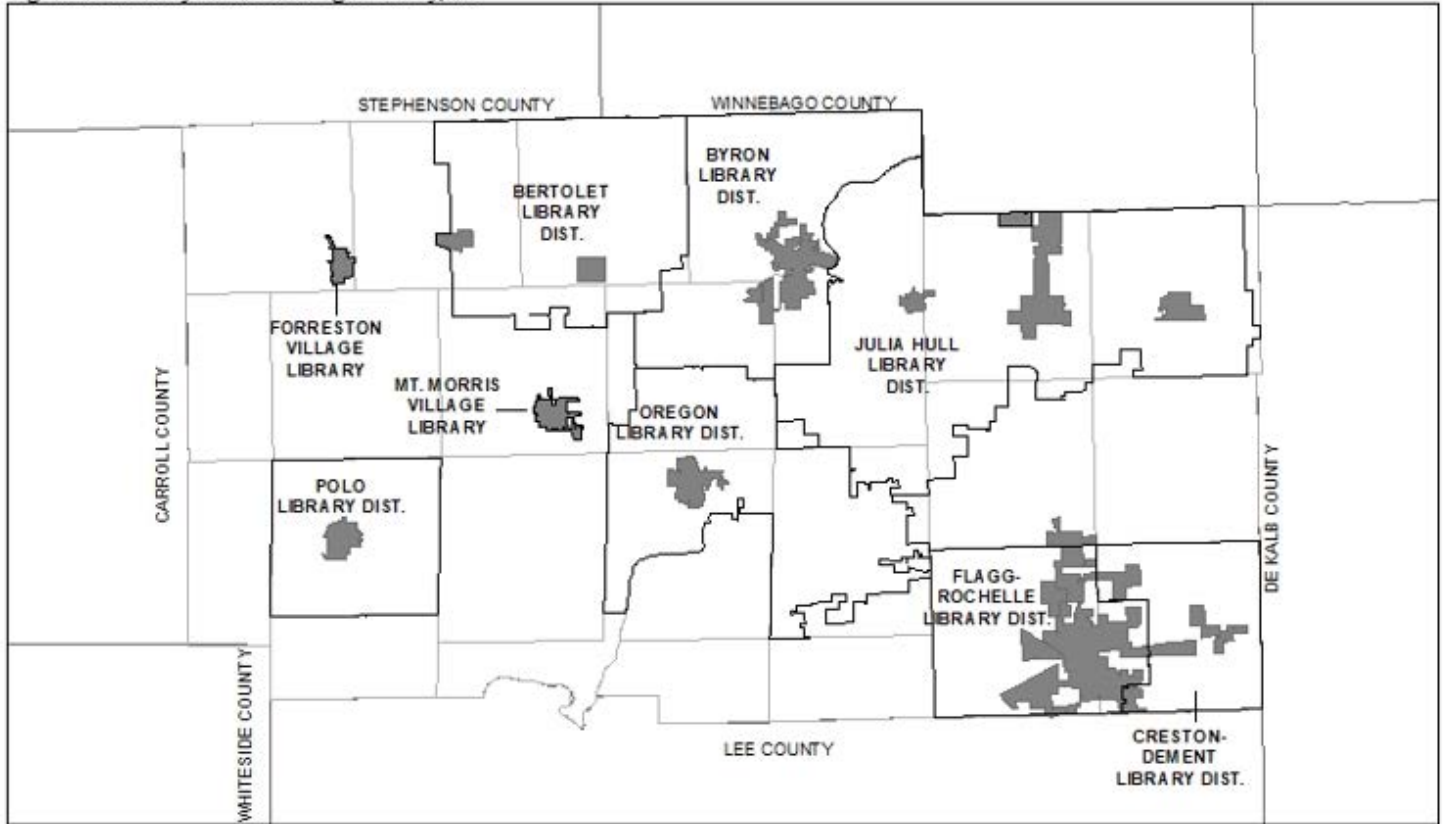 STEPHENSON COUNTY
WINNEBAGO COUNTY
BYRON
LIBRARY
DIST.
BERTOLET
LIBRARY
DIST.
FORRESTON
VILLAGE
LIBRARY
JULIA HULL
LIBRARY
DIST.
MT. MORRIS
VILLAGE
LIBRARY
OREGON
LIBRARY DIST.
CARROLL COUNTY
POLO
LIBRARY DIST.
DE KALB COUNTY
FLAGG-
ROCHELLE
LIBRARY DIST.
WHITESIDE COUNTY
LEE COUNTY
CRESTON-
DEMENT
LIBRARY DIST.